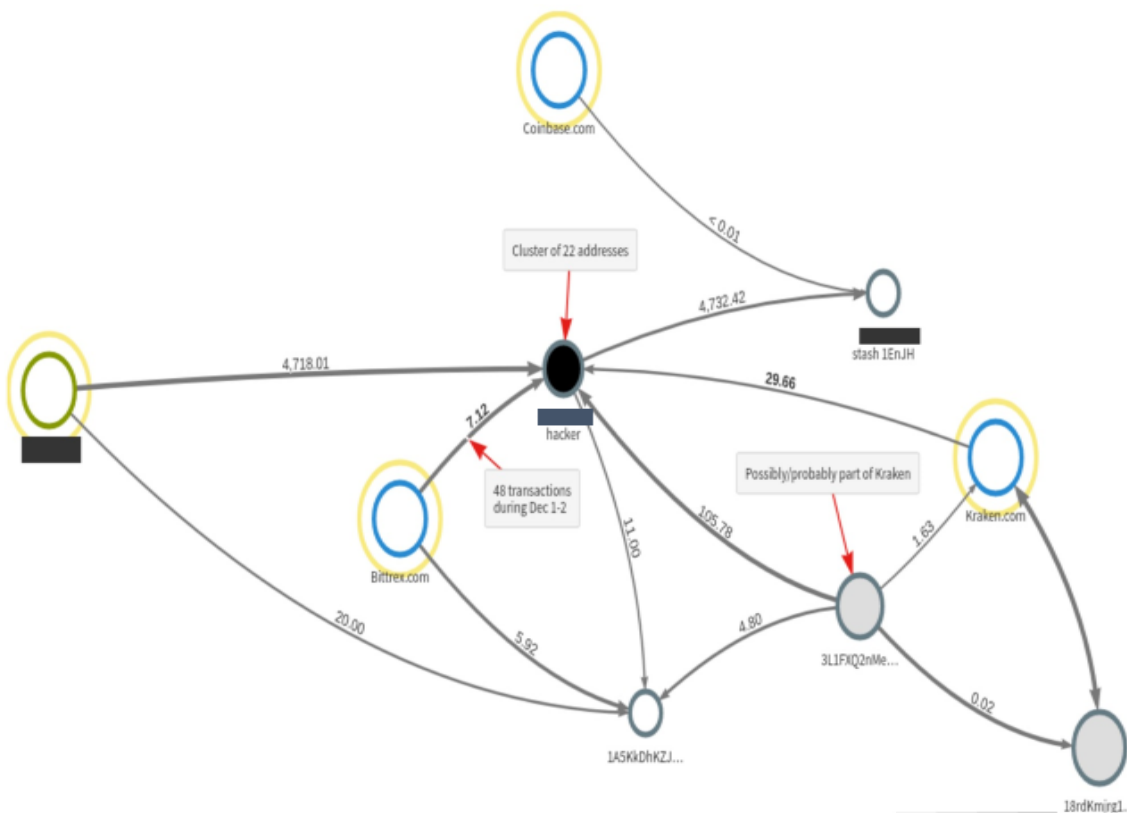 Coinbase.com
< 0.01
Cluster of 22 addresses
4,732.42
stash 1EnJH
4,718.01
29.66
hacker
7.12
48 transactions
during Dec 1-2
Possibly/probably part of Kraken
Kraken.com
105.78
11.00
1.63
Bittrex.com
20.00
5.92
4.80
3L1FXQ2nMe...
0.02
1A5KkDhKZJ...
18rdKmjrg1.